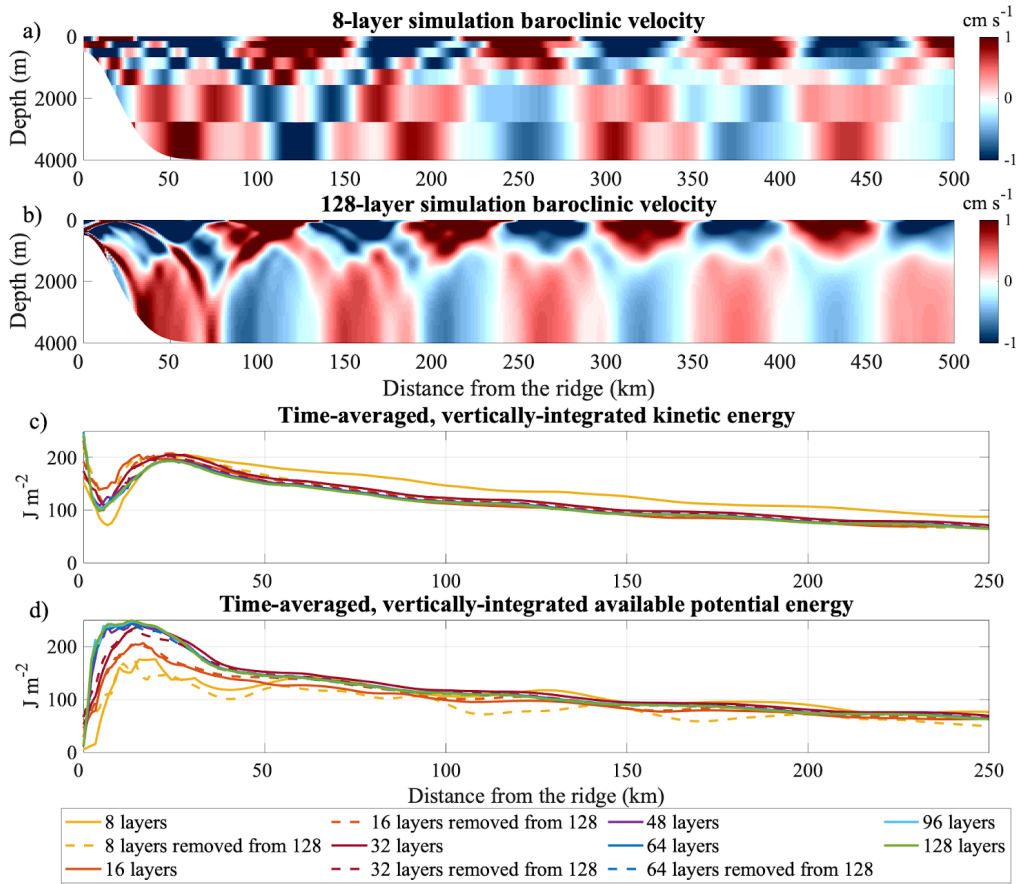 8-layer simulation baroclinic velocity
cm s-1
a)
Depth (m)
0
2000
4000
0 50 100 150 200 250 300 350 400 450 500
1
0
-1
128-layer simulation baroclinic velocity
cm s-1
b)
Depth (m)
0
2000
4000
0 50 100 150 200 250 300 350 400 450 500
1
0
-1
Distance from the ridge (km)
Time-averaged, vertically-integrated kinetic energy
c)
J m-2
200
100
0
0 50 100 150 200 250
Time-averaged, vertically-integrated available potential energy
d)
J m-2
200
100
0
0 50 100 150 200 250
Distance from the ridge (km)
8 layers
8 layers removed from 128
16 layers
16 layers removed from 128
32 layers
32 layers removed from 128
48 layers
64 layers
64 layers removed from 128
96 layers
128 layers